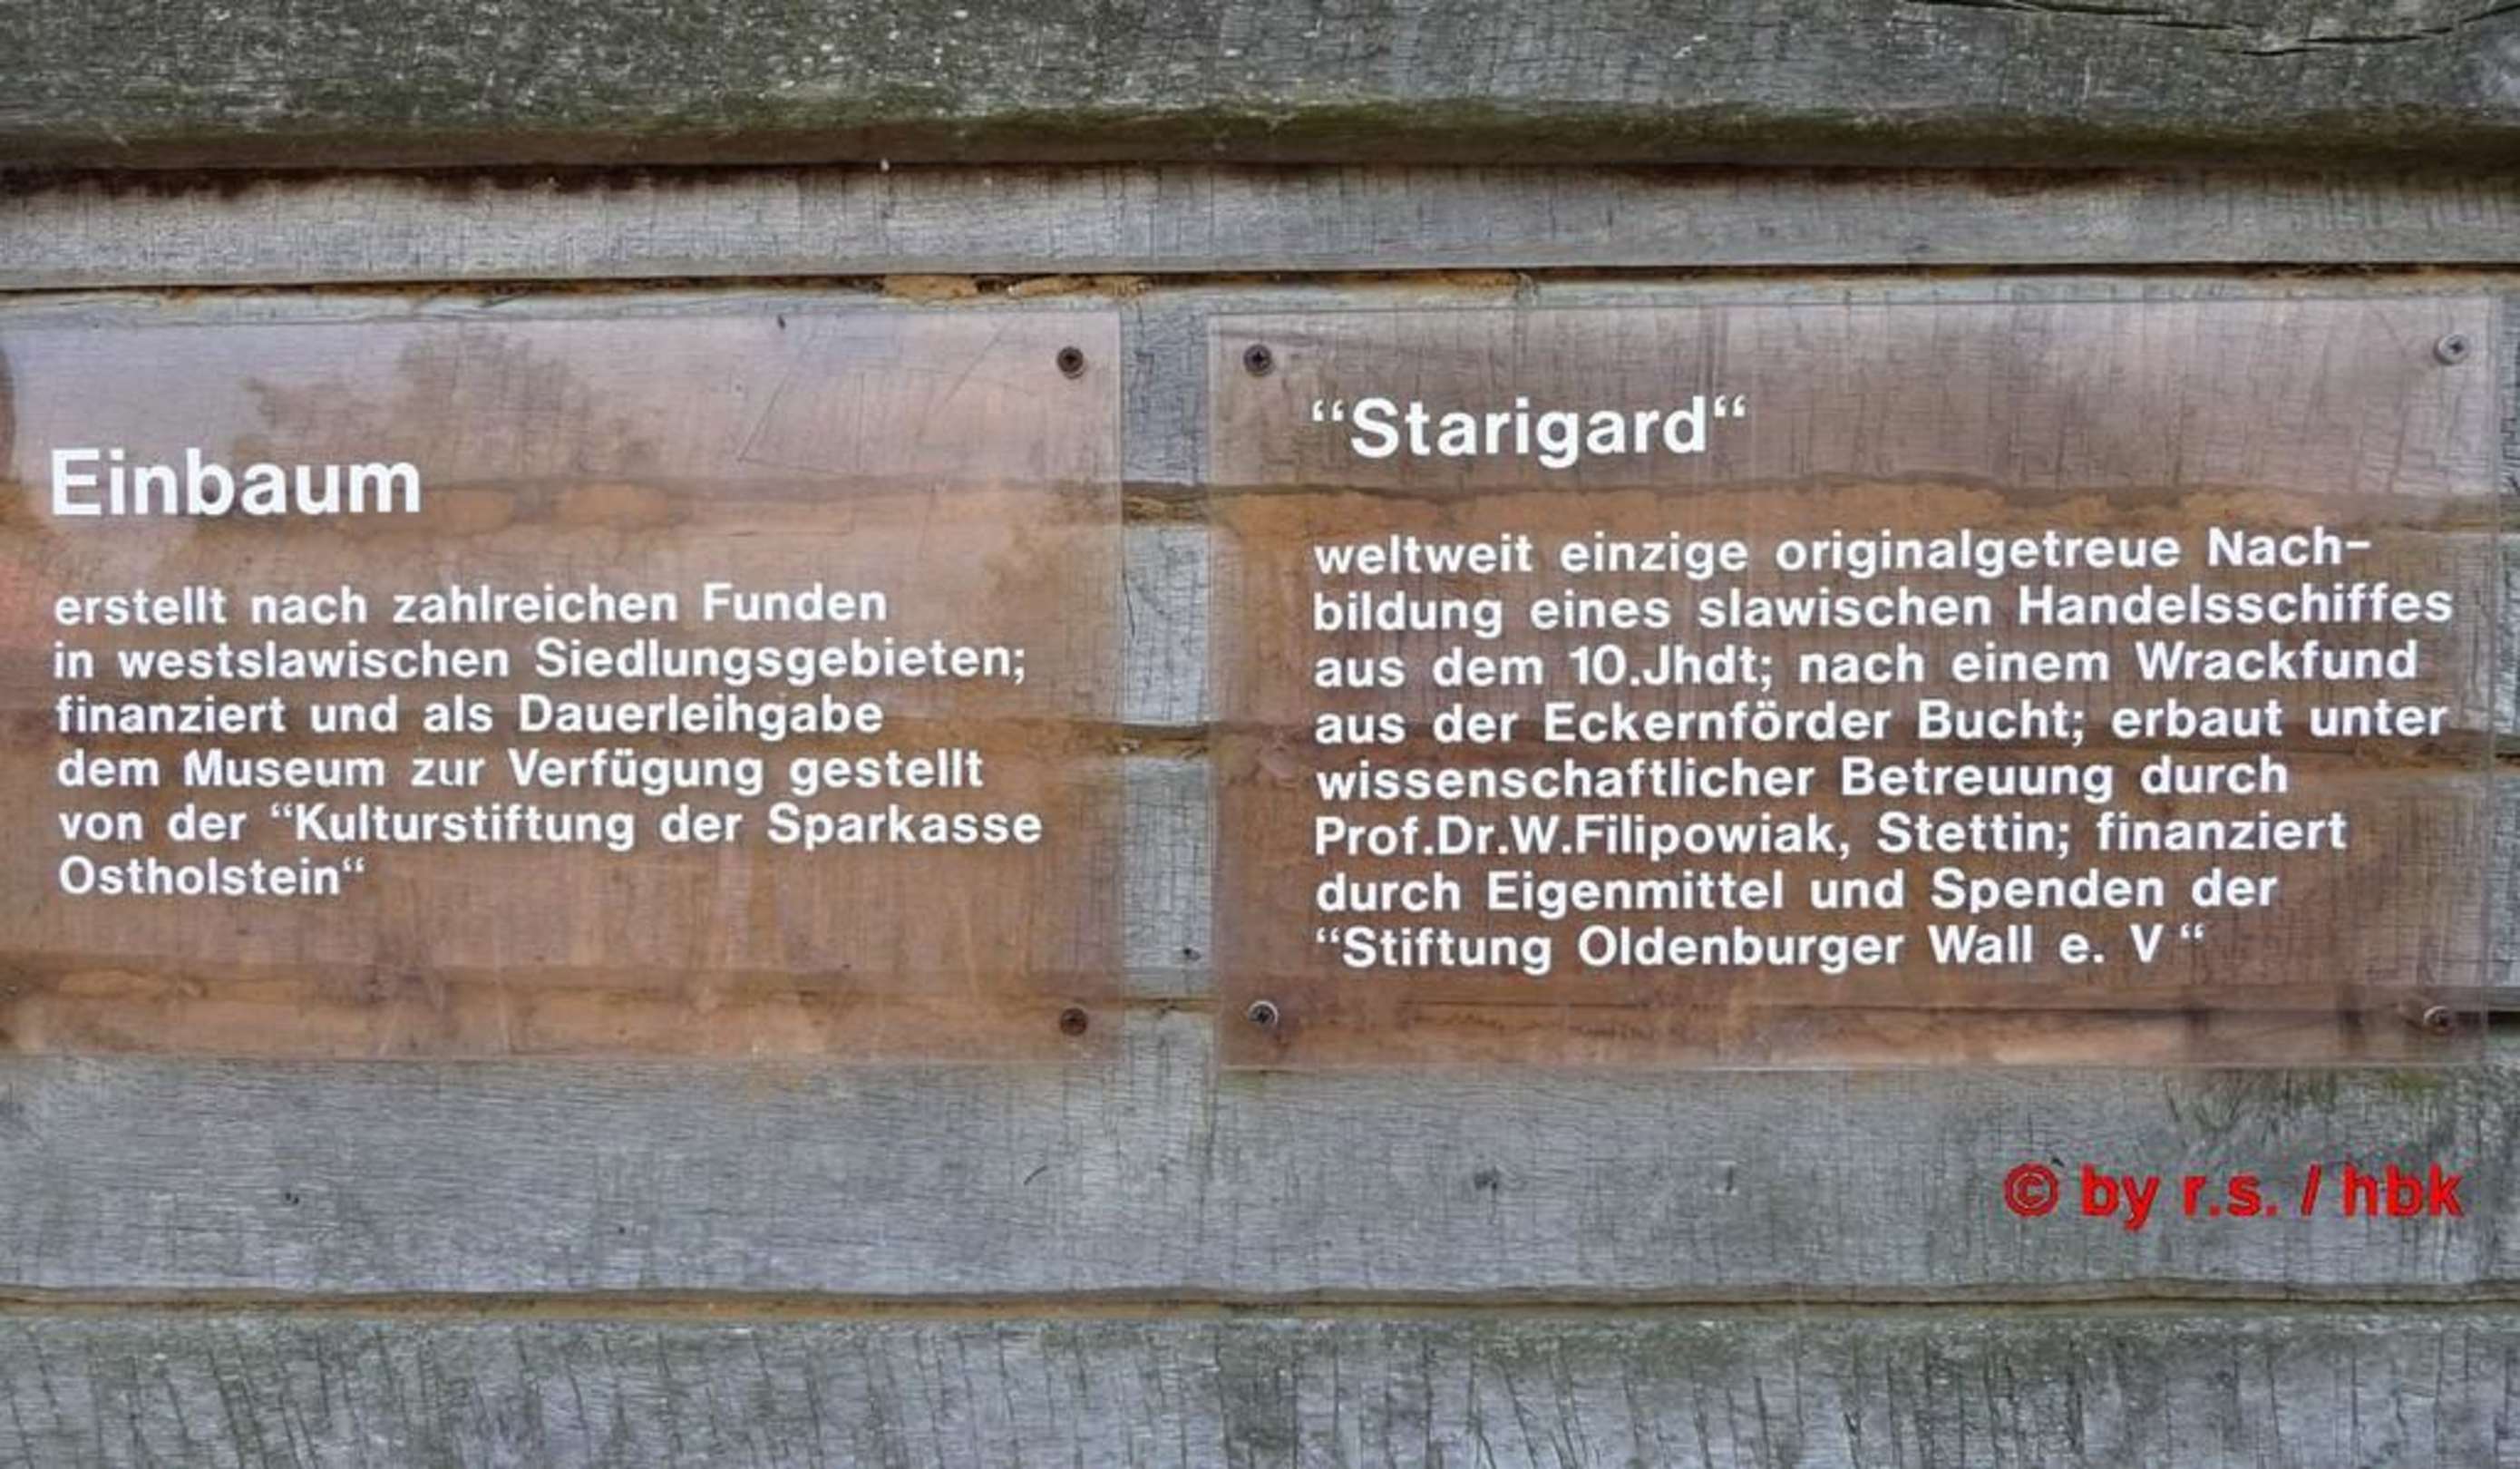 Einbaum
erstellt nach zahlreichen Funden
in westslawischen Siedlungsgebieten;
finanziert und als Dauerleihgabe
dem Museum zur Verfügung gestellt
von der “Kulturstiftung der Sparkasse
Ostholstein“
“Starigard“
weltweit einzige originalgetreue Nach-
bildung eines slawischen Handelsschiffes
aus dem 10.Jhdt; nach einem Wrackfund
aus der Eckernförder Bucht; erbaut unter
wissenschaftlicher Betreuung durch
Prof.Dr.W.Filipowiak, Stettin; finanziert
durch Eigenmittel und Spenden der
“Stiftung Oldenburger Wall e. V “
© by r.s. / hbk